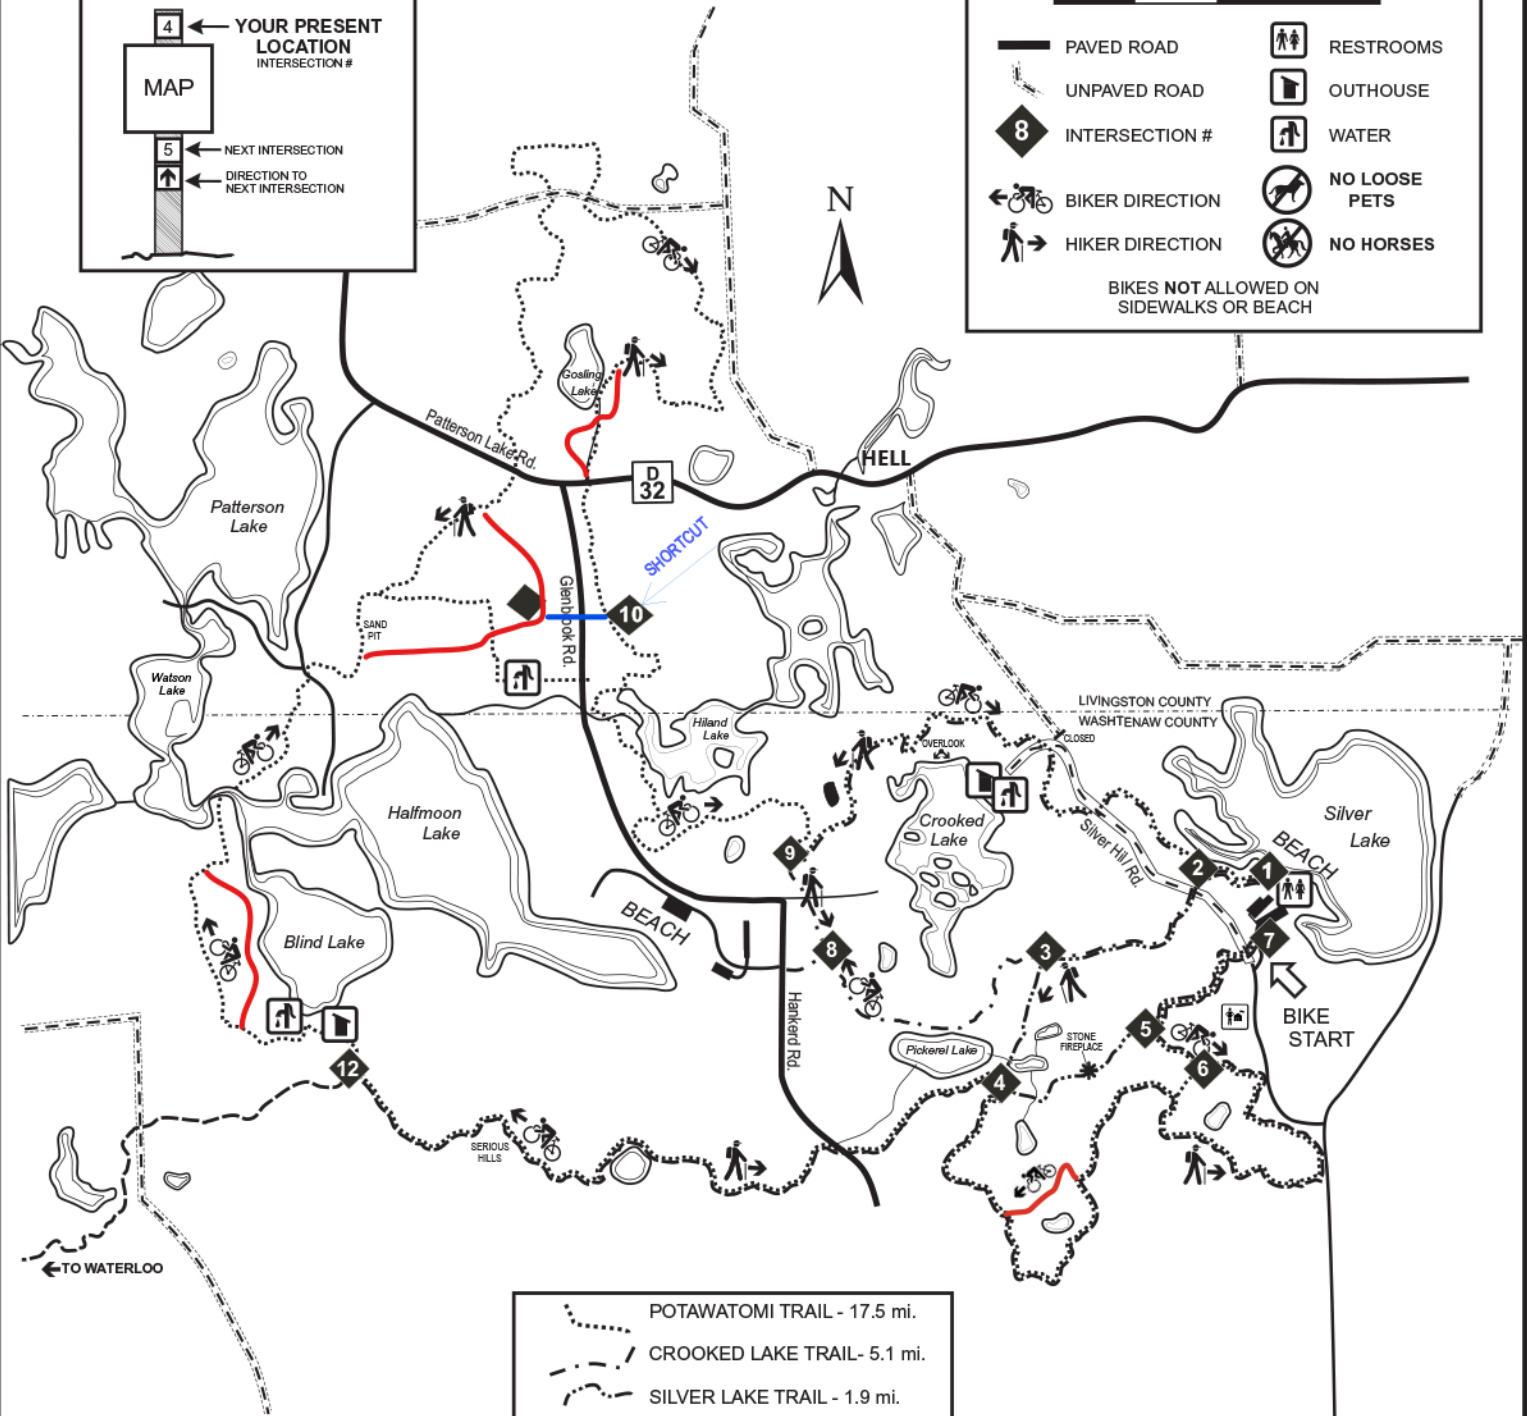 4
YOUR PRESENT
LOCATION
INTERSECTION #
MAP
5
NEXT INTERSECTION
DIRECTION TO
NEXT INTERSECTION
PAVED ROAD
RESTROOMS
UNPAVED ROAD
OUTHOUSE
8
INTERSECTION #
WATER
BIKER DIRECTION
NO LOOSE
PETS
HIKER DIRECTION
NO HORSES
BIKES NOT ALLOWED ON
SIDEWALKS OR BEACH
N
Gosling
Lake
Patterson Lake Rd.
D
32
HELL
Patterson
Lake
SHORTCUT
Glenbrook Rd.
10
SAND
PIT
Watson
Lake
LIVINGSTON COUNTY
WASHTENAW COUNTY
Hiland
Lake
OVERLOOK
CLOSED
Halfmoon
Lake
Crooked
Lake
Silver Hill Rd.
Silver
Lake
BEACH
9
2
1
BEACH
Blind Lake
8
3
7
Hankerd Rd.
BIKE
START
5
STONE
FIREPLACE
Pickerel Lake
12
4
6
SERIOUS
HILLS
TO WATERLOO
POTAWATOMI TRAIL - 17.5 mi.
CROOKED LAKE TRAIL- 5.1 mi.
SILVER LAKE TRAIL - 1.9 mi.